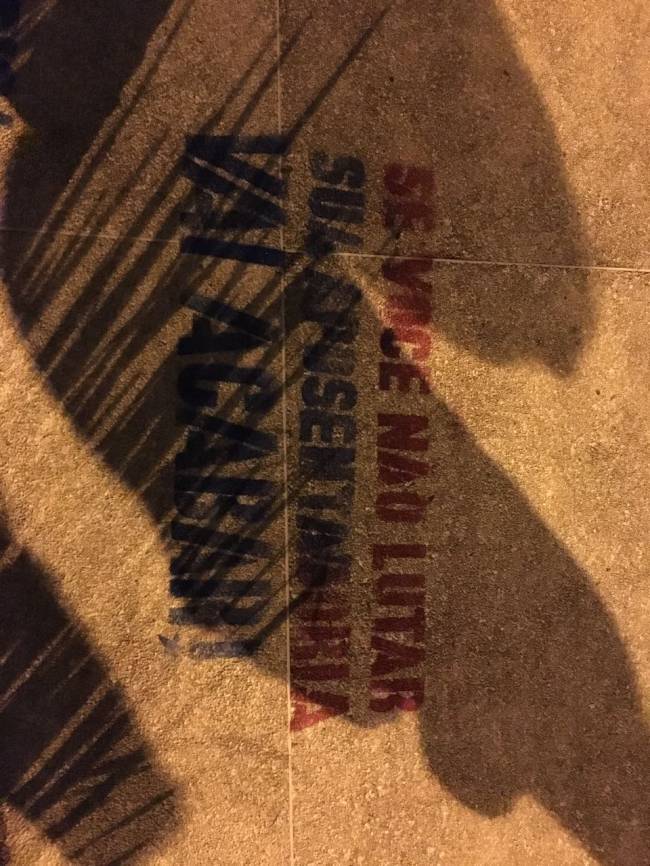 SE VOCE NÃO LUTAR
SUA APOSENTADORIA
VAI ACABAR!